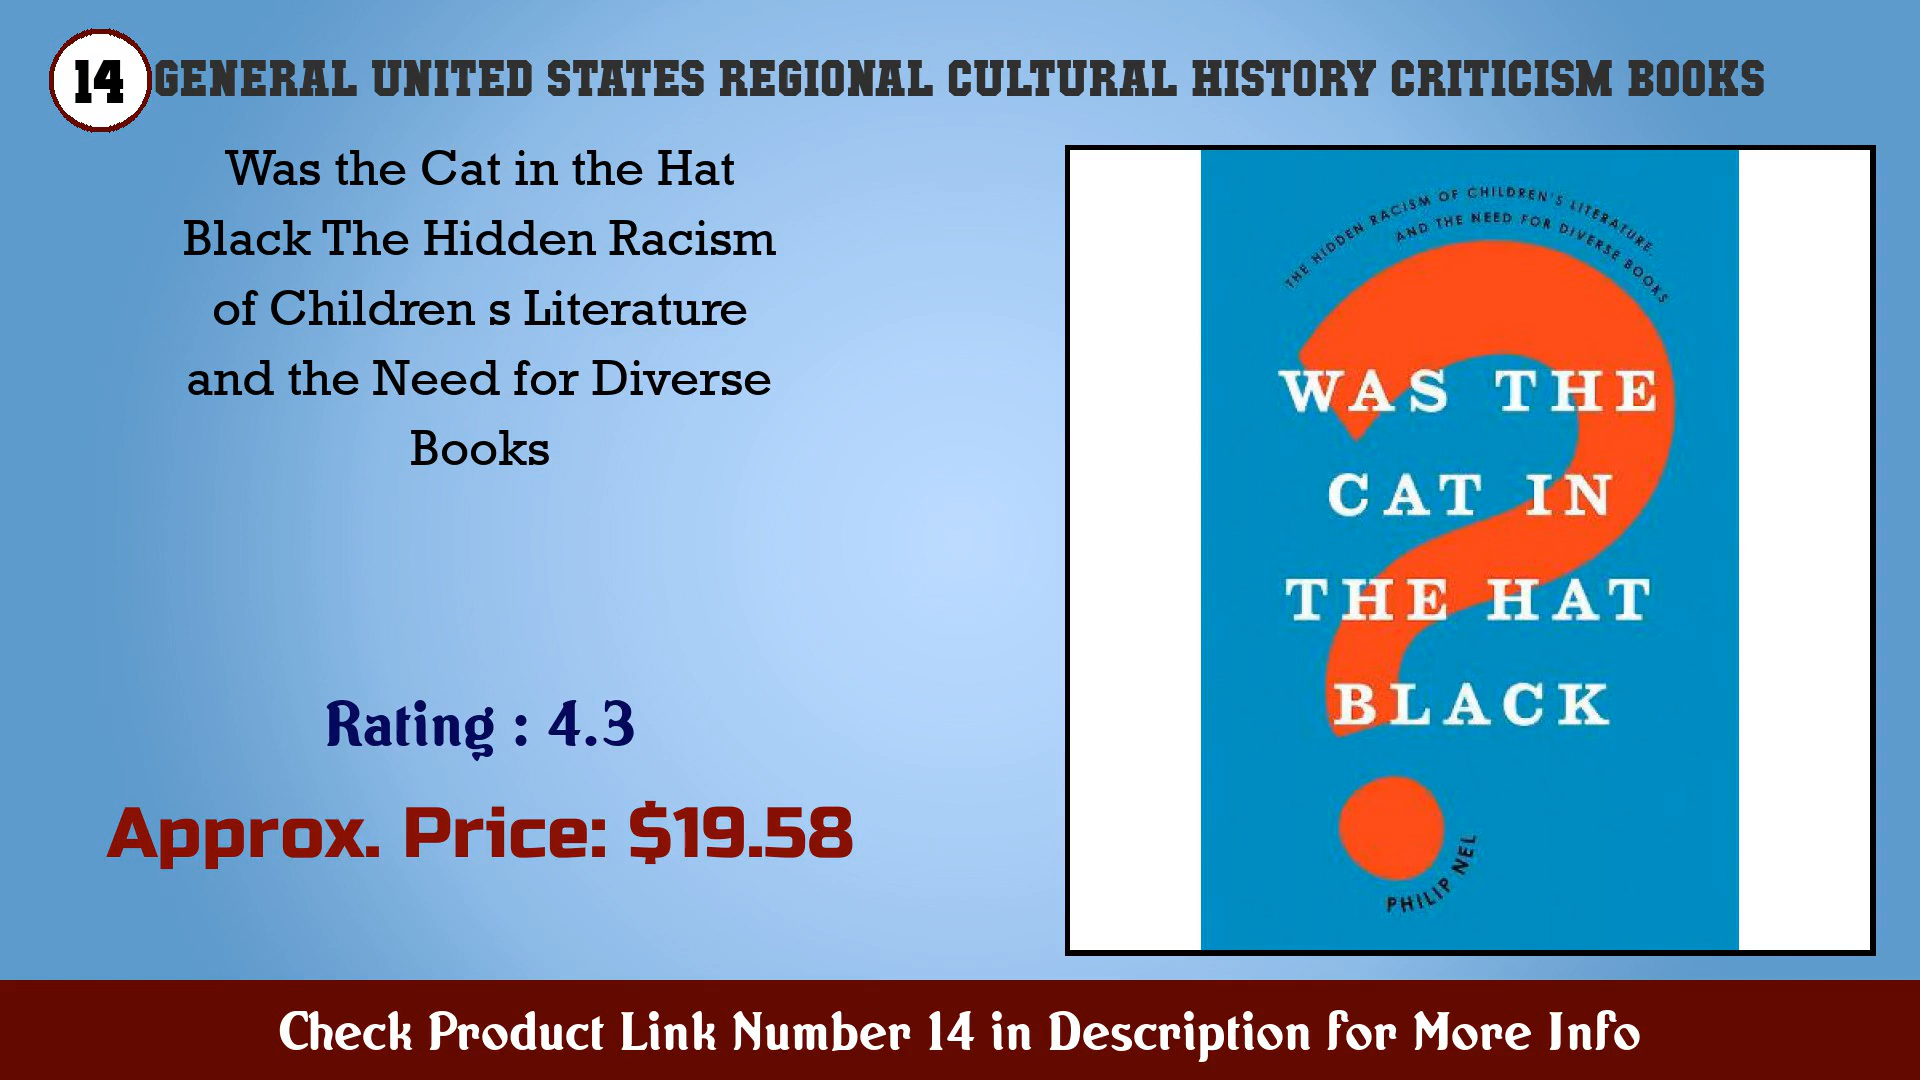 14 GENERAL UNITED STATES REGIONAL CULTURAL HISTORY CRITICISM BOOKS
Was the Cat in the Hat
Black The Hidden Racism
of Children s Literature
and the Need for Diverse
Books
Rating : 4.3
Approx. Price: $19.58
THE HIDDEN RACISM OF CHILDREN'S LITERATURE,
AND THE NEED FOR DIVERSE BOOKS
WAS THE
CAT IN
THE HAT
BLACK
PHILIP NEL
Check Product Link Number 14 in Description for More Info